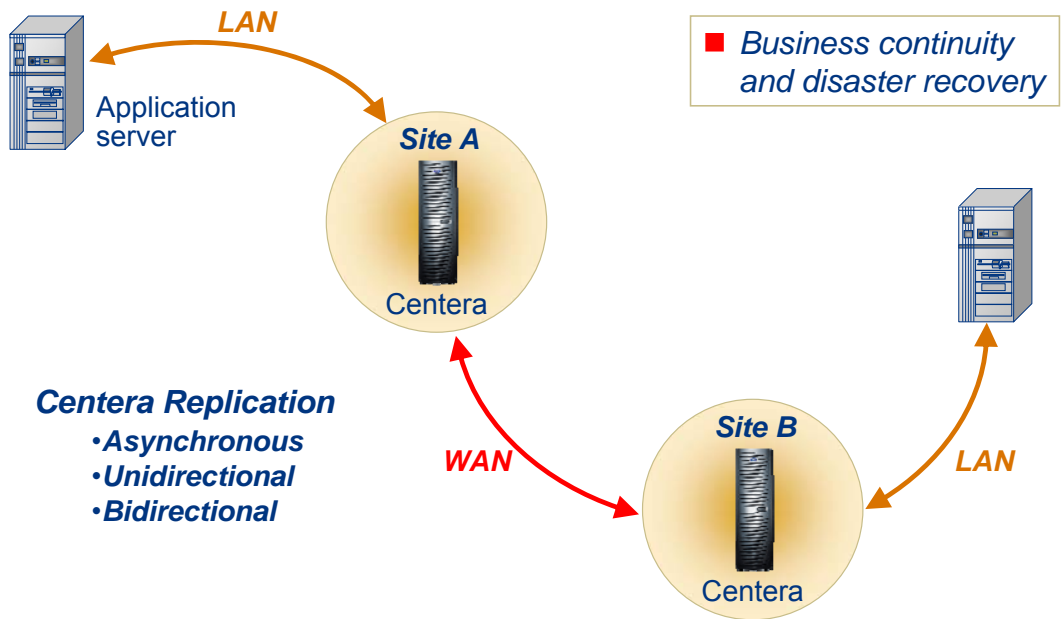 LAN
■ Business continuity
and disaster recovery
Application
server
Site A
Centera
Centera Replication
•Asynchronous
•Unidirectional
•Bidirectional
WAN
Site B
Centera
LAN